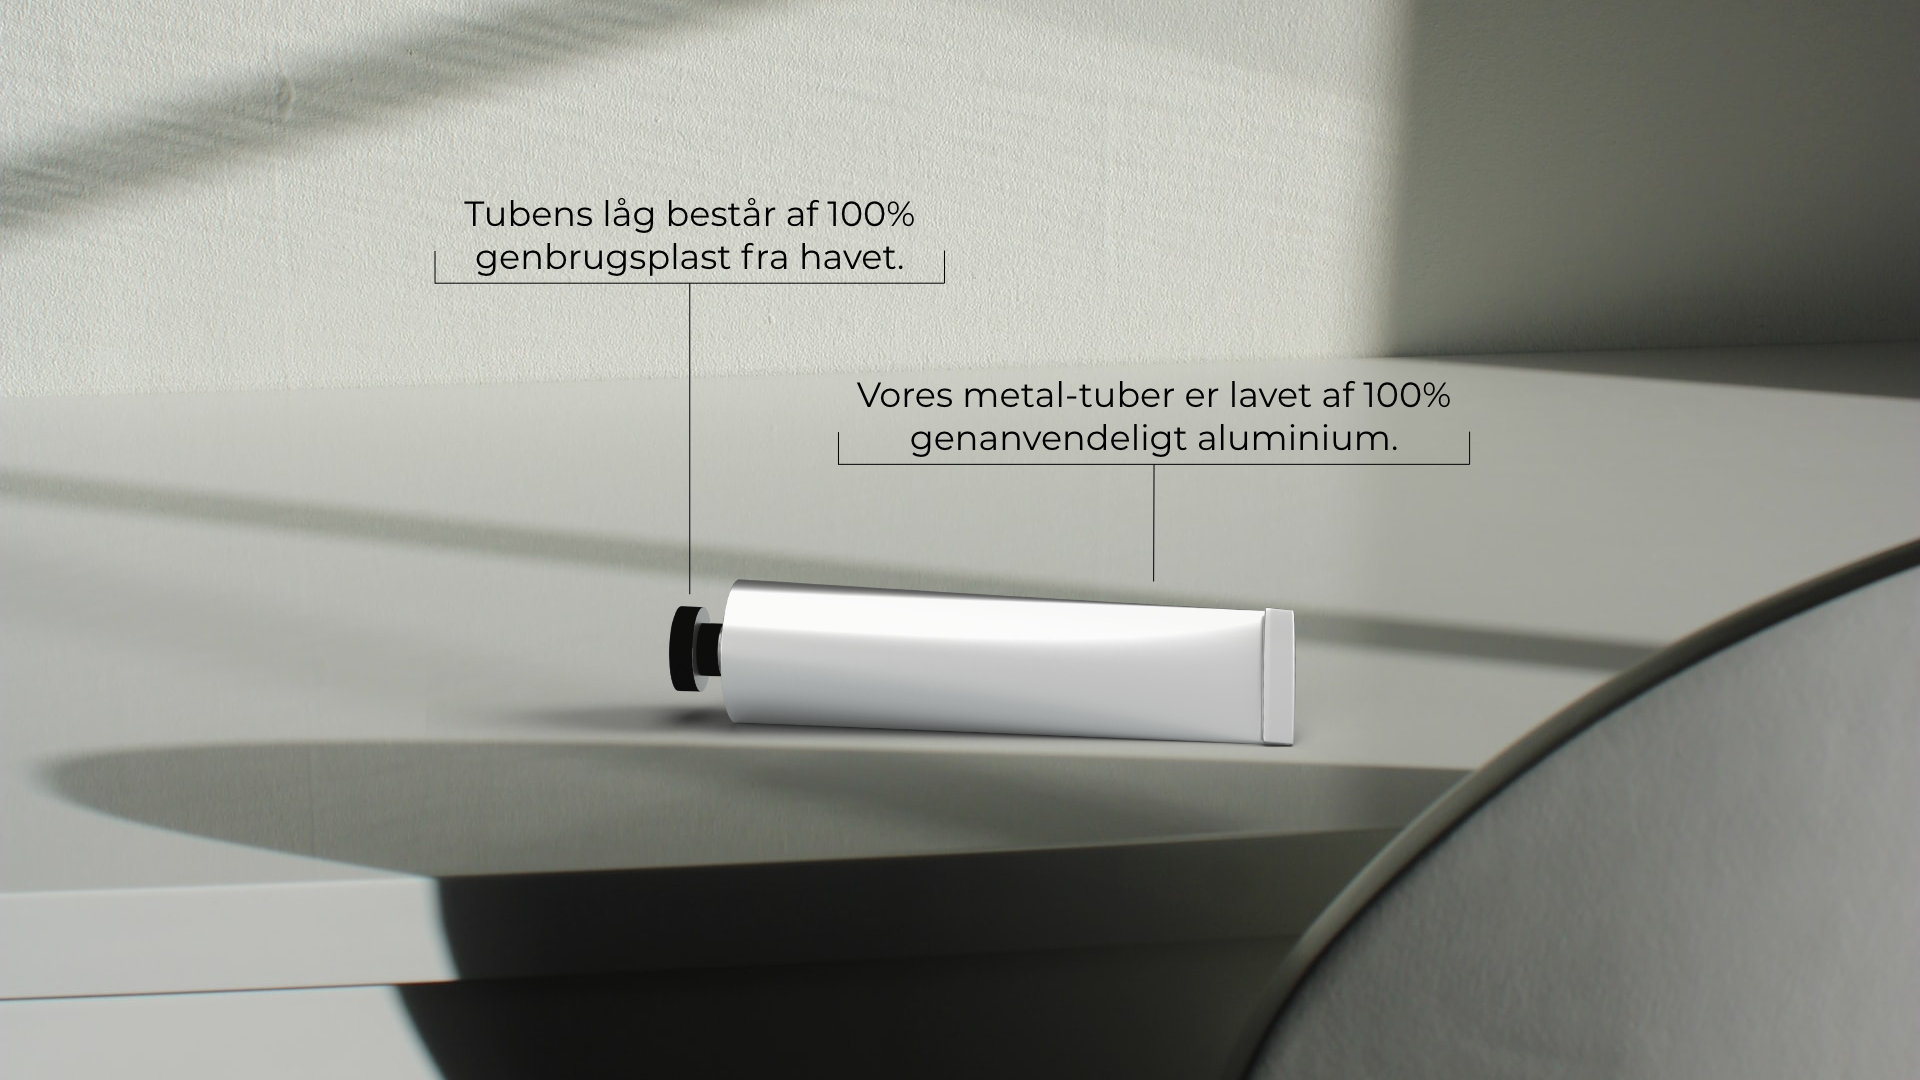 Tubens låg består af 100%
genbrugsplast fra havet.
Vores metal-tuber er lavet af 100%
genanvendeligt aluminium.